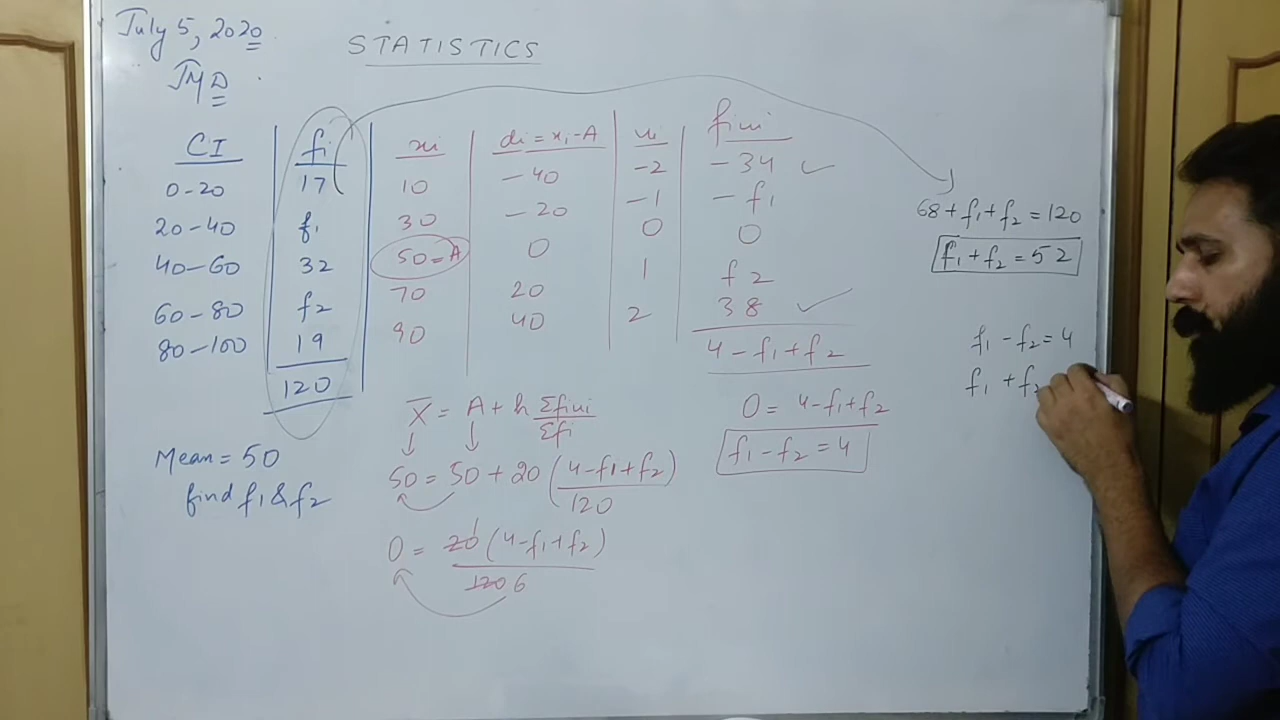 July 5, 2020
JMD
STATISTICS
CI | fi | xi | di = xi - A | ui | fiui
0-20 | 17 | 10 | -40 | -2 | -34 ✓
20-40 | f1 | 30 | -20 | -1 | -f1
40-60 | 32 | 50=A | 0 | 0 | 0
60-80 | f2 | 70 | 20 | 1 | f2
80-100 | 19 | 90 | 40 | 2 | 38 ✓
120 | 4-f1+f2
Mean = 50
find f1 & f2
X̄ = A + h Σfiui/Σfi
50 = 50 + 20 (4-f1+f2/120)
0 = 20 1 (4-f1+f2)/120 6
0 = 4-f1+f2
f1 - f2 = 4
68 + f1 + f2 = 120
f1 + f2 = 52
f1 - f2 = 4
f1 + f2